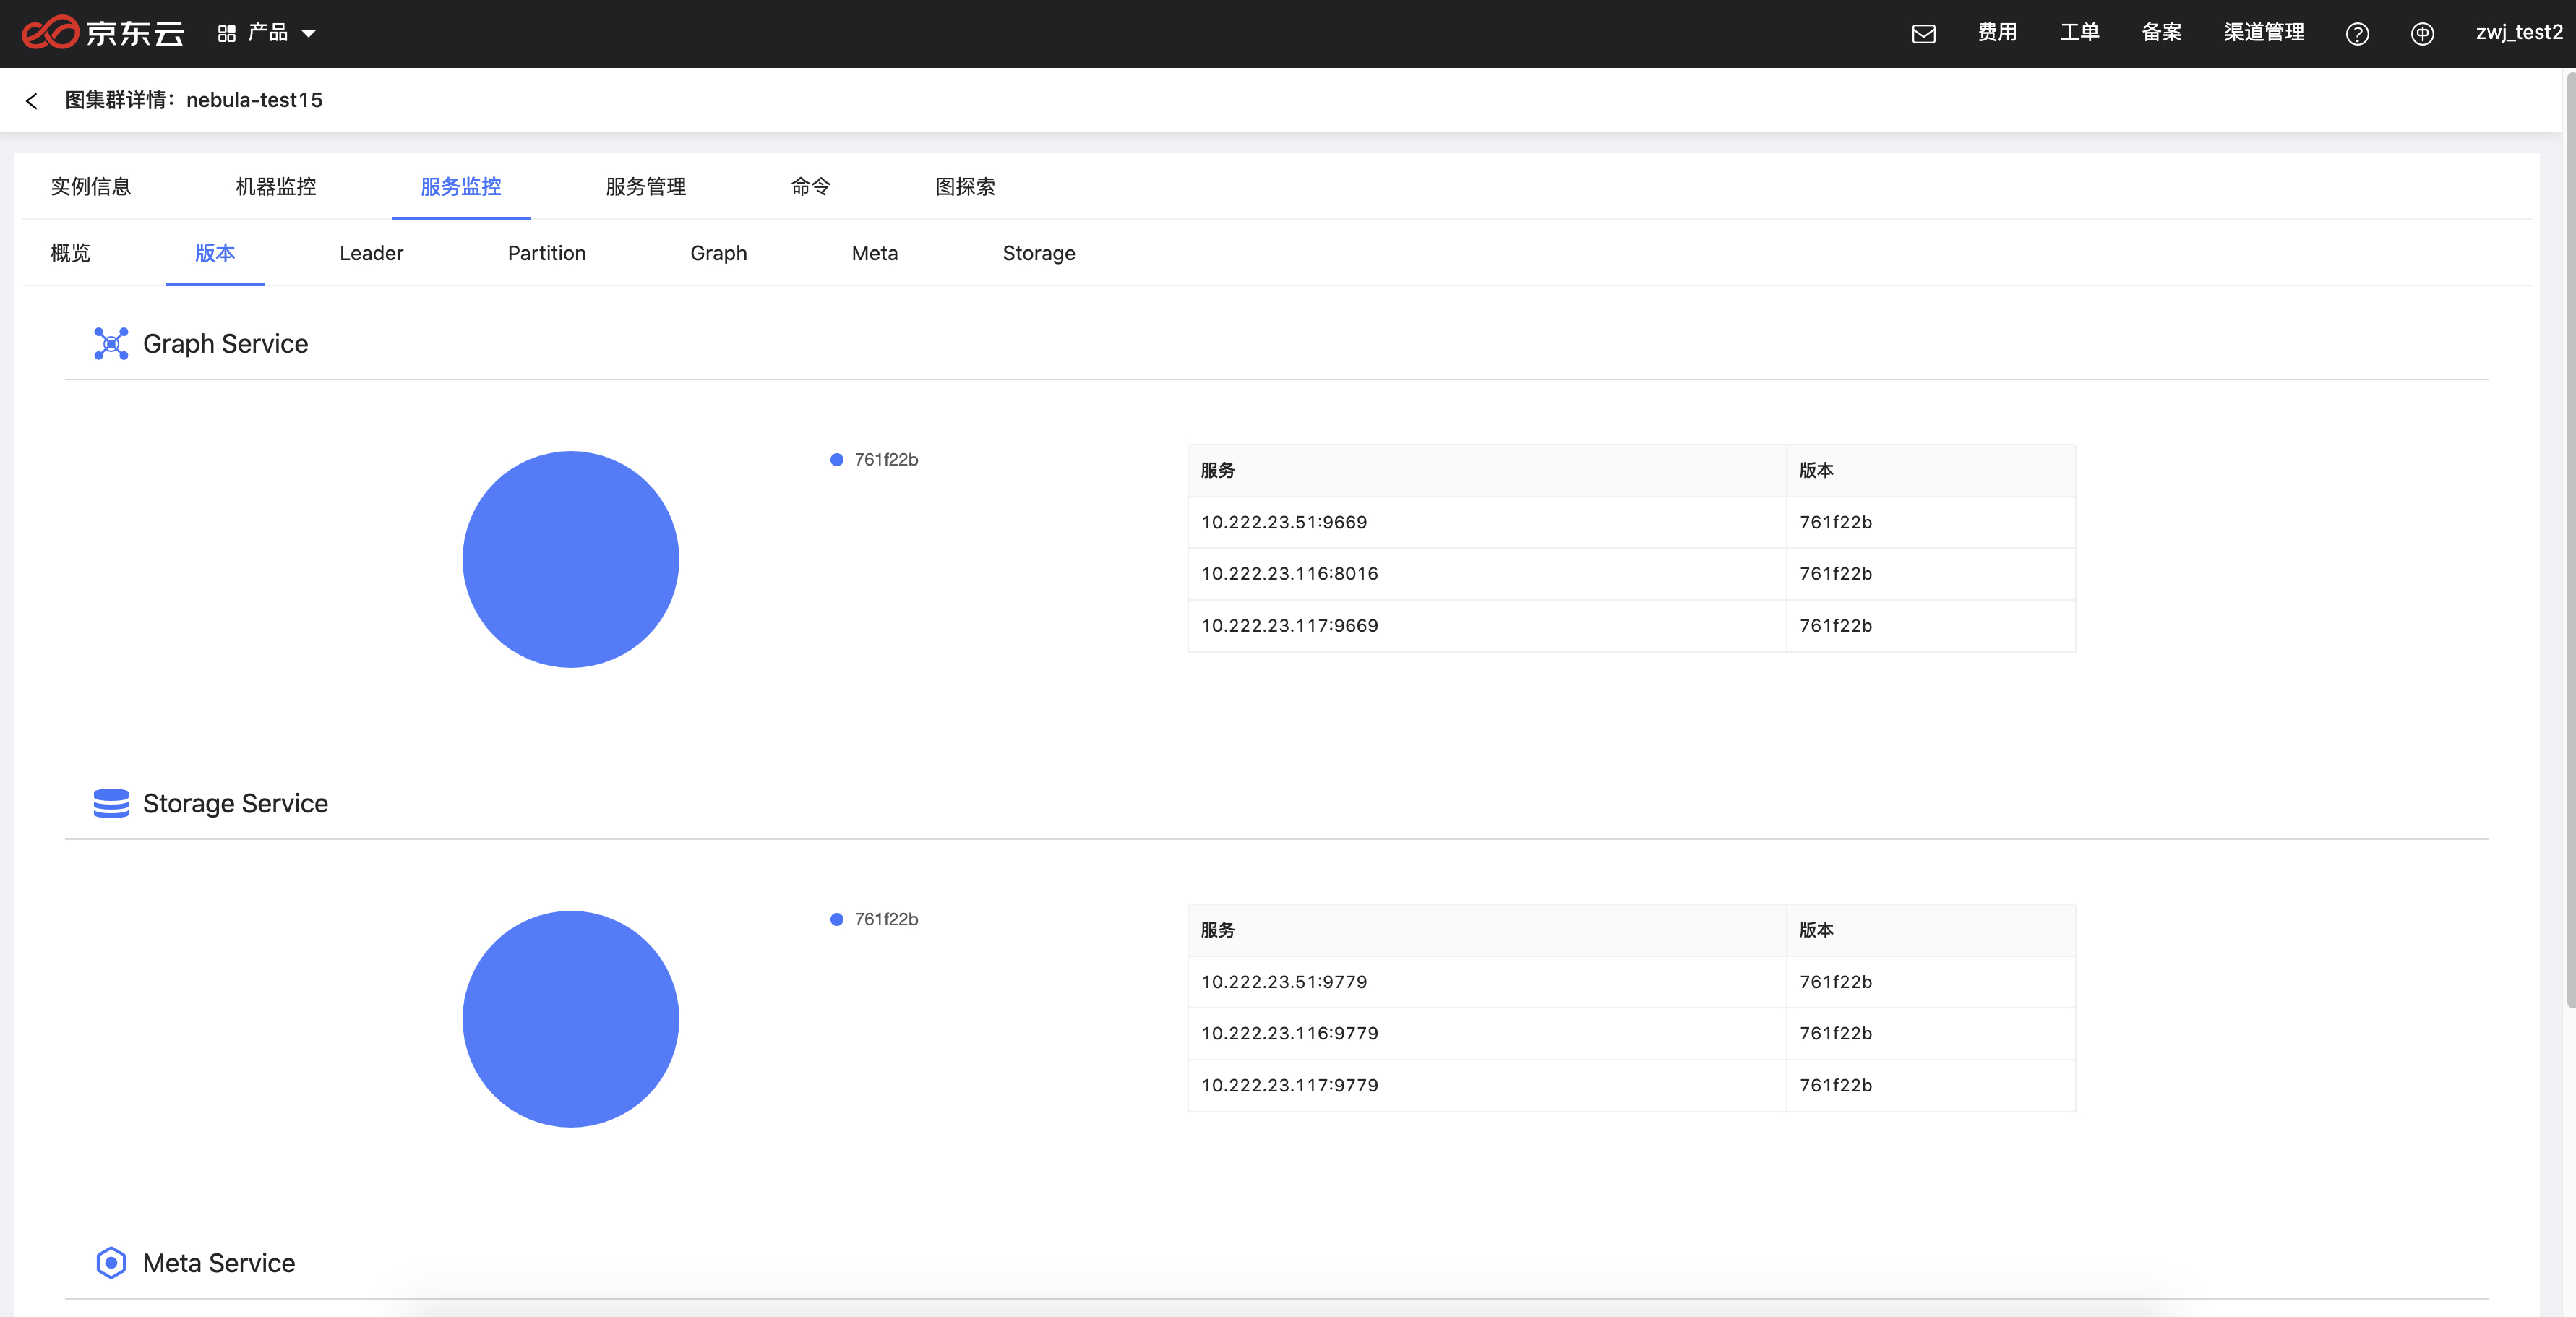 京东云 产品 费用 工单 备案 渠道管理 zwj_test2
图集群详情：nebula-test15
实例信息 机器监控 服务监控 服务管理 命令 图探索
概览 版本 Leader Partition Graph Meta Storage
Graph Service
761f22b
服务 版本
10.222.23.51:9669 761f22b
10.222.23.116:8016 761f22b
10.222.23.117:9669 761f22b
Storage Service
761f22b
服务 版本
10.222.23.51:9779 761f22b
10.222.23.116:9779 761f22b
10.222.23.117:9779 761f22b
Meta Service